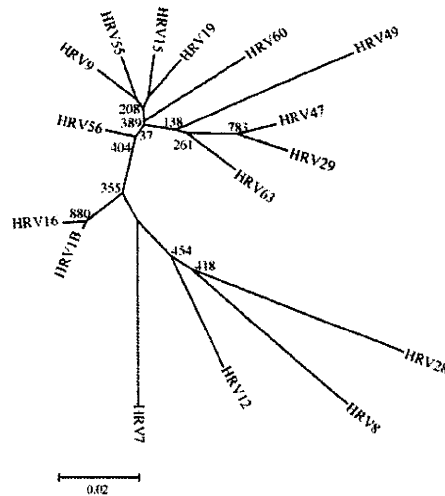 HRV55
HRV15
HRV19
HRV9
HRV60
HRV49
208
389
37
138
HRV47
783
HRV29
HRV56
404
261
HRV63
355
880
HRV16
HRV1B
454
418
HRV28
HRV12
HRV8
HRV7
0.02